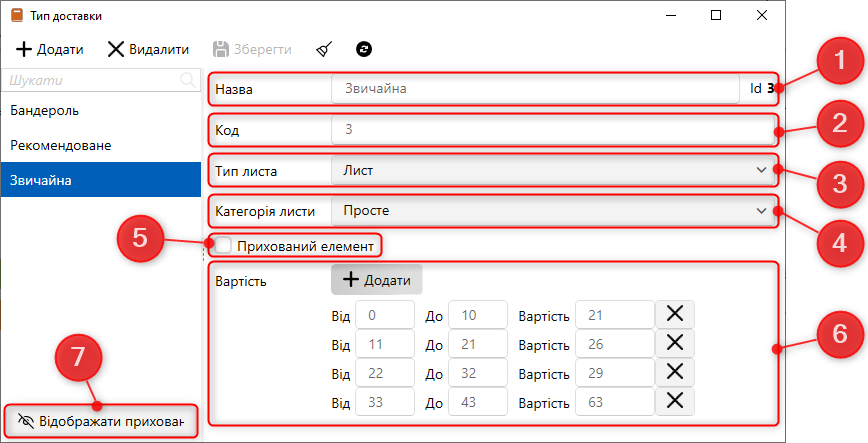 Тип доставки
Додати Видалити Зберегти
Шукати
Бандероль
Рекомендоване
Звичайна
Назва Звичайна Id 3
Код 3
Тип листа Лист
Категорія листи Просте
Прихований елемент
Вартість Додати
Від 0 До 10 Вартість 21
Від 11 До 21 Вартість 26
Від 22 До 32 Вартість 29
Від 33 До 43 Вартість 63
Відображати прихован
1
2
3
4
5
6
7